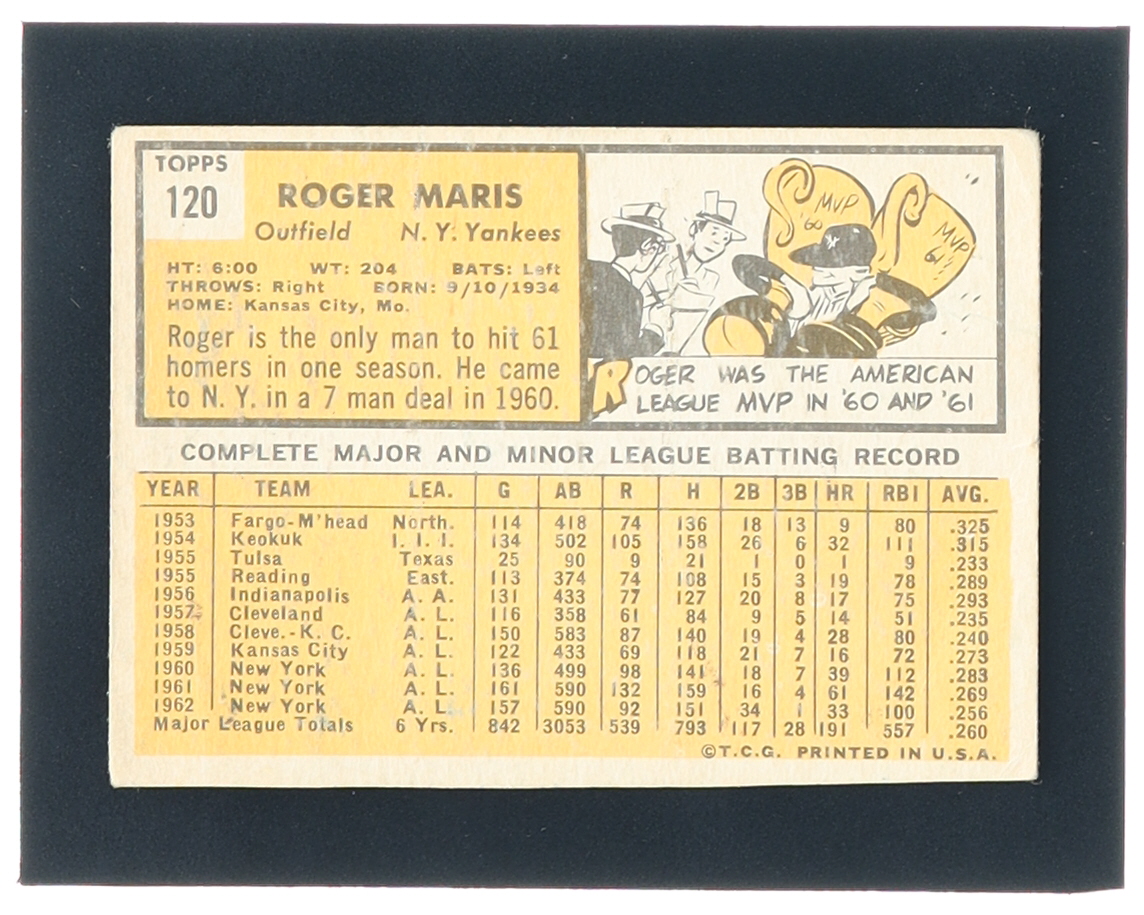 TOPPS
120
ROGER MARIS
Outfield N. Y. Yankees
HT: 6:00 WT: 204 BATS: Left
THROWS: Right BORN: 9/10/1934
HOME: Kansas City, Mo.
Roger is the only man to hit 61
homers in one season. He came
to N. Y. in a 7 man deal in 1960.
MVP
'60
MVP
'61
NY
ROGER WAS THE AMERICAN
LEAGUE MVP IN '60 AND '61
COMPLETE MAJOR AND MINOR LEAGUE BATTING RECORD
YEAR TEAM LEA. G AB R H 2B 3B HR RBI AVG.
1953 Fargo-M'head North. 114 418 74 136 18 13 9 80 .325
1954 Keokuk I. I. I. 134 502 105 158 26 6 32 111 .315
1955 Tulsa Texas 25 90 9 21 1 0 1 9 .233
1955 Reading East. 113 374 74 108 15 3 19 78 .289
1956 Indianapolis A. A. 131 433 77 127 20 8 17 75 .293
1957 Cleveland A. L. 116 358 61 84 9 5 14 51 .235
1958 Cleve.-K. C. A. L. 150 583 87 140 19 4 28 80 .240
1959 Kansas City A. L. 122 433 69 118 21 7 16 72 .273
1960 New York A. L. 136 499 98 141 18 7 39 112 .283
1961 New York A. L. 161 590 132 159 16 4 61 142 .269
1962 New York A. L. 157 590 92 151 34 1 33 100 .256
Major League Totals 6 Yrs. 842 3053 539 793 117 28 191 557 .260
©T.C.G. PRINTED IN U.S.A.